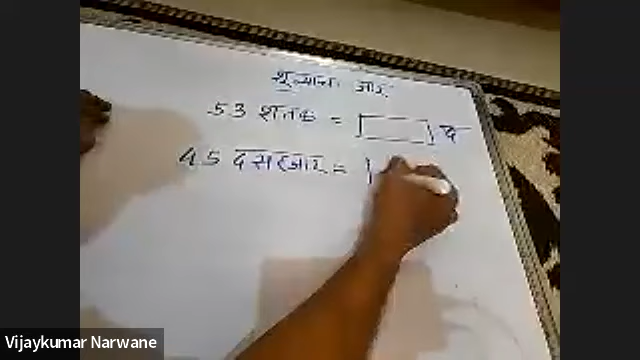 53 शतक = द
45 दसहजार =
Vijaykumar Narwane